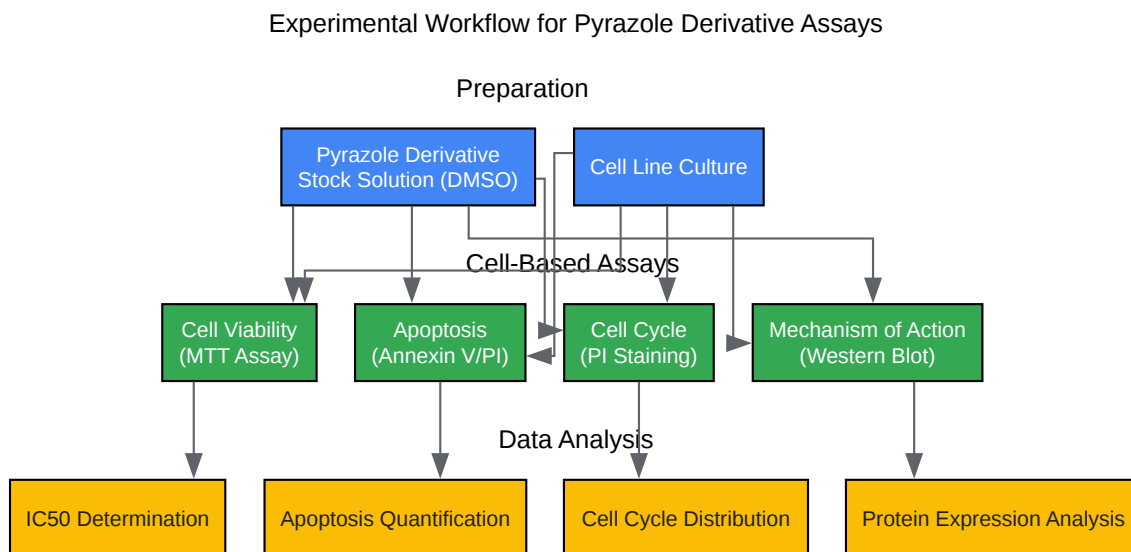 Experimental Workflow for Pyrazole Derivative Assays
Preparation
Pyrazole Derivative
Stock Solution (DMSO)
Cell Line Culture
Cell-Based Assays
Cell Viability
(MTT Assay)
Apoptosis
(Annexin V/PI)
Cell Cycle
(PI Staining)
Mechanism of Action
(Western Blot)
Data Analysis
IC50 Determination
Apoptosis Quantification
Cell Cycle Distribution
Protein Expression Analysis